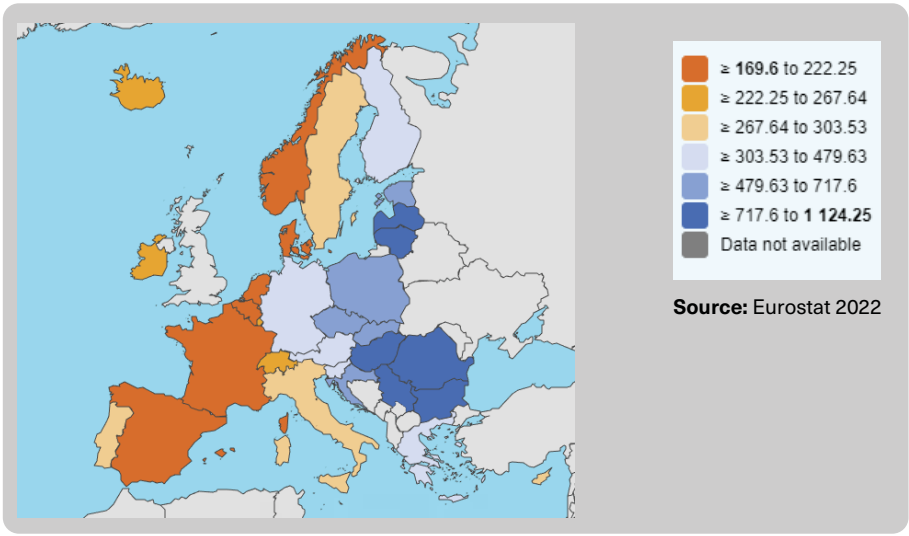 ≥ 169.6 to 222.25
≥ 222.25 to 267.64
≥ 267.64 to 303.53
≥ 303.53 to 479.63
≥ 479.63 to 717.6
≥ 717.6 to 1 124.25
Data not available
Source: Eurostat 2022